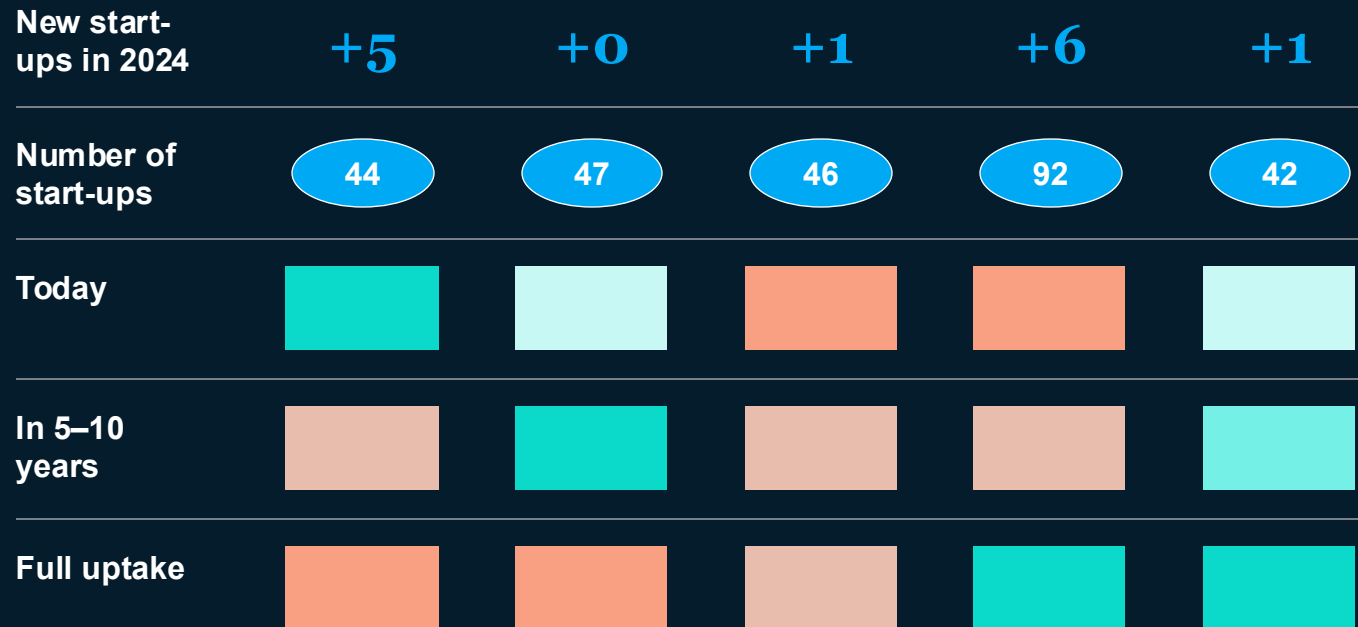 New start-
ups in 2024
+5 +0 +1 +6 +1
Number of
start-ups
44 47 46 92 42
Today
In 5–10
years
Full uptake